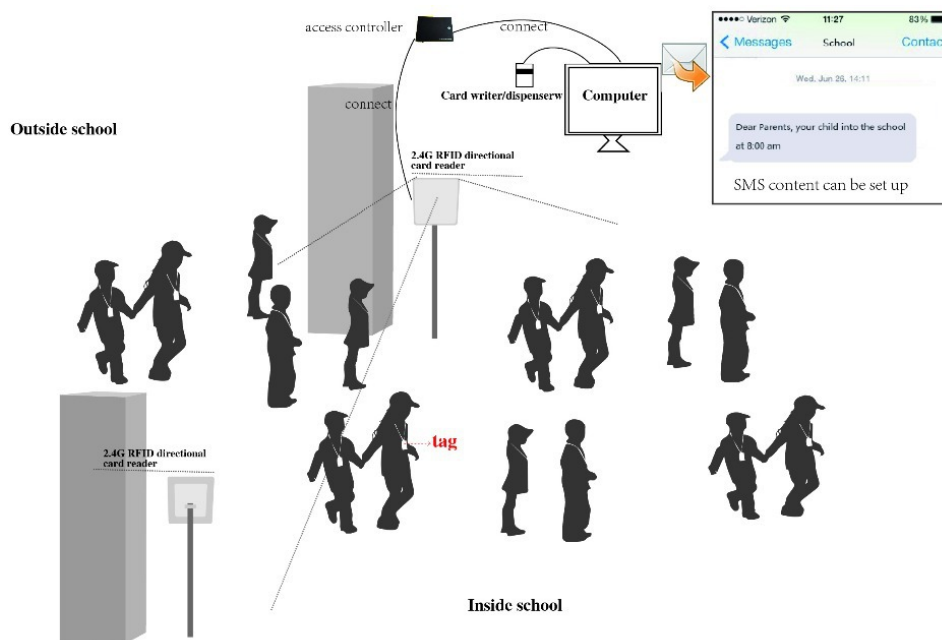 access controller
connect
Verizon
11:27
83%
Messages
School
Contac
Wed, Jun 26, 14:11
Dear Parents, your child into the school
at 8:00 am
SMS content can be set up
Card writer/dispenserw
Computer
connect
Outside school
2.4G RFID directional
card reader
tag
2.4G RFID directional
card reader
Inside school